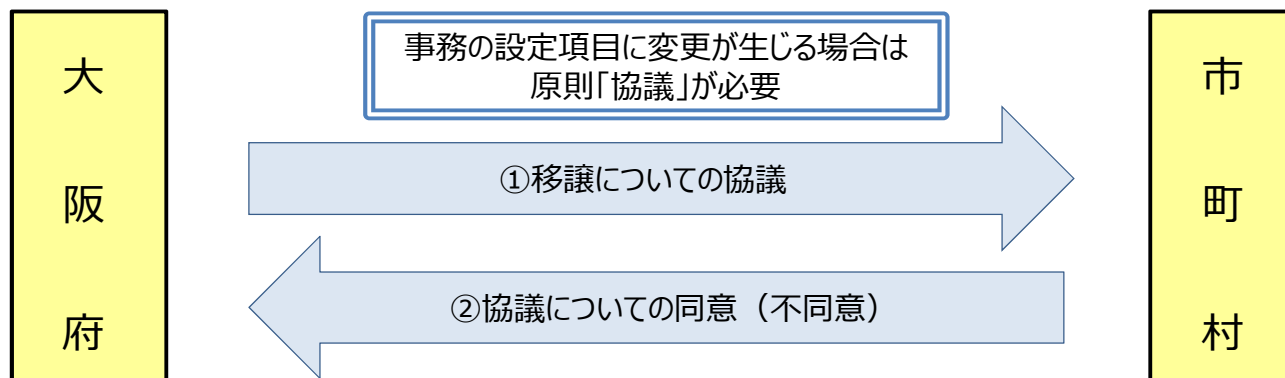 大阪府
事務の設定項目に変更が生じる場合は
原則「協議」が必要
①移譲についての協議
②協議についての同意（不同意）
市町村